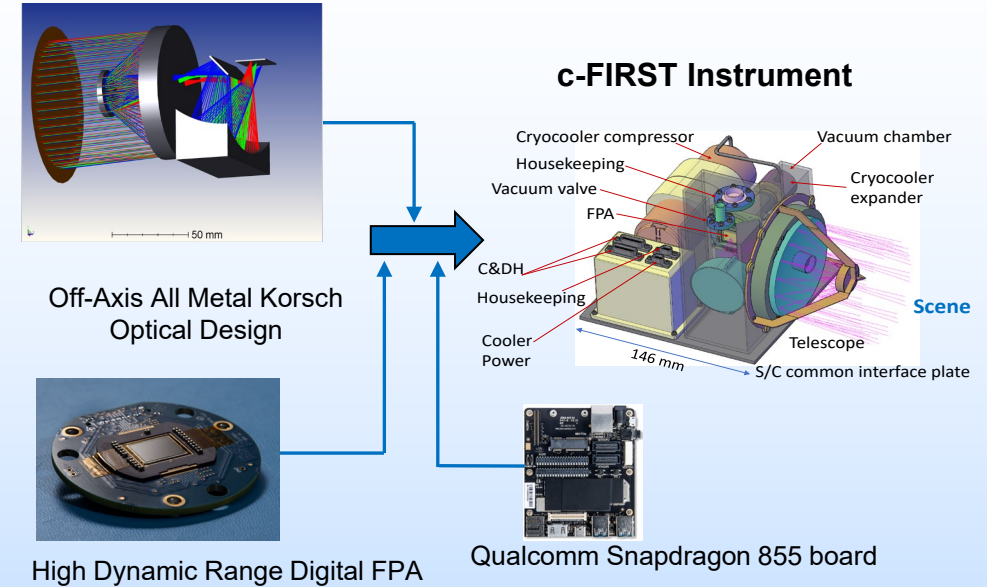 c-FIRST Instrument
50 mm
Off-Axis All Metal Korsch
Optical Design
Cryocooler compressor
Housekeeping
Vacuum valve
FPA
C&DH
Housekeeping
Cooler
Power
Vacuum chamber
Cryocooler
expander
Scene
Telescope
146 mm
S/C common interface plate
High Dynamic Range Digital FPA
Qualcomm Snapdragon 855 board